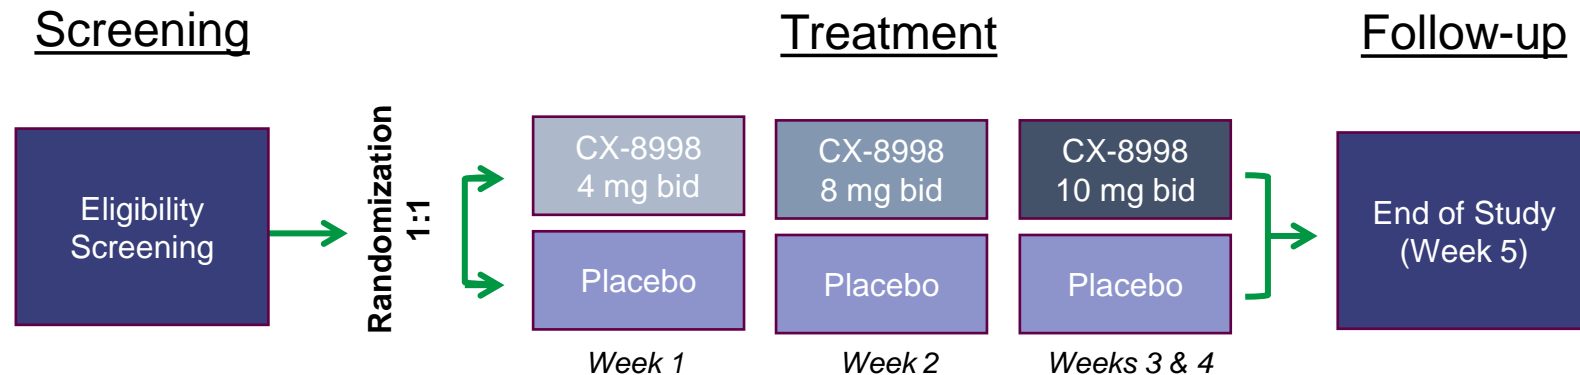 Screening
Treatment
Follow-up
Eligibility
Screening
Randomization
1:1
CX-8998
4 mg bid
CX-8998
8 mg bid
CX-8998
10 mg bid
Placebo
Placebo
Placebo
Week 1
Week 2
Weeks 3 & 4
End of Study
(Week 5)